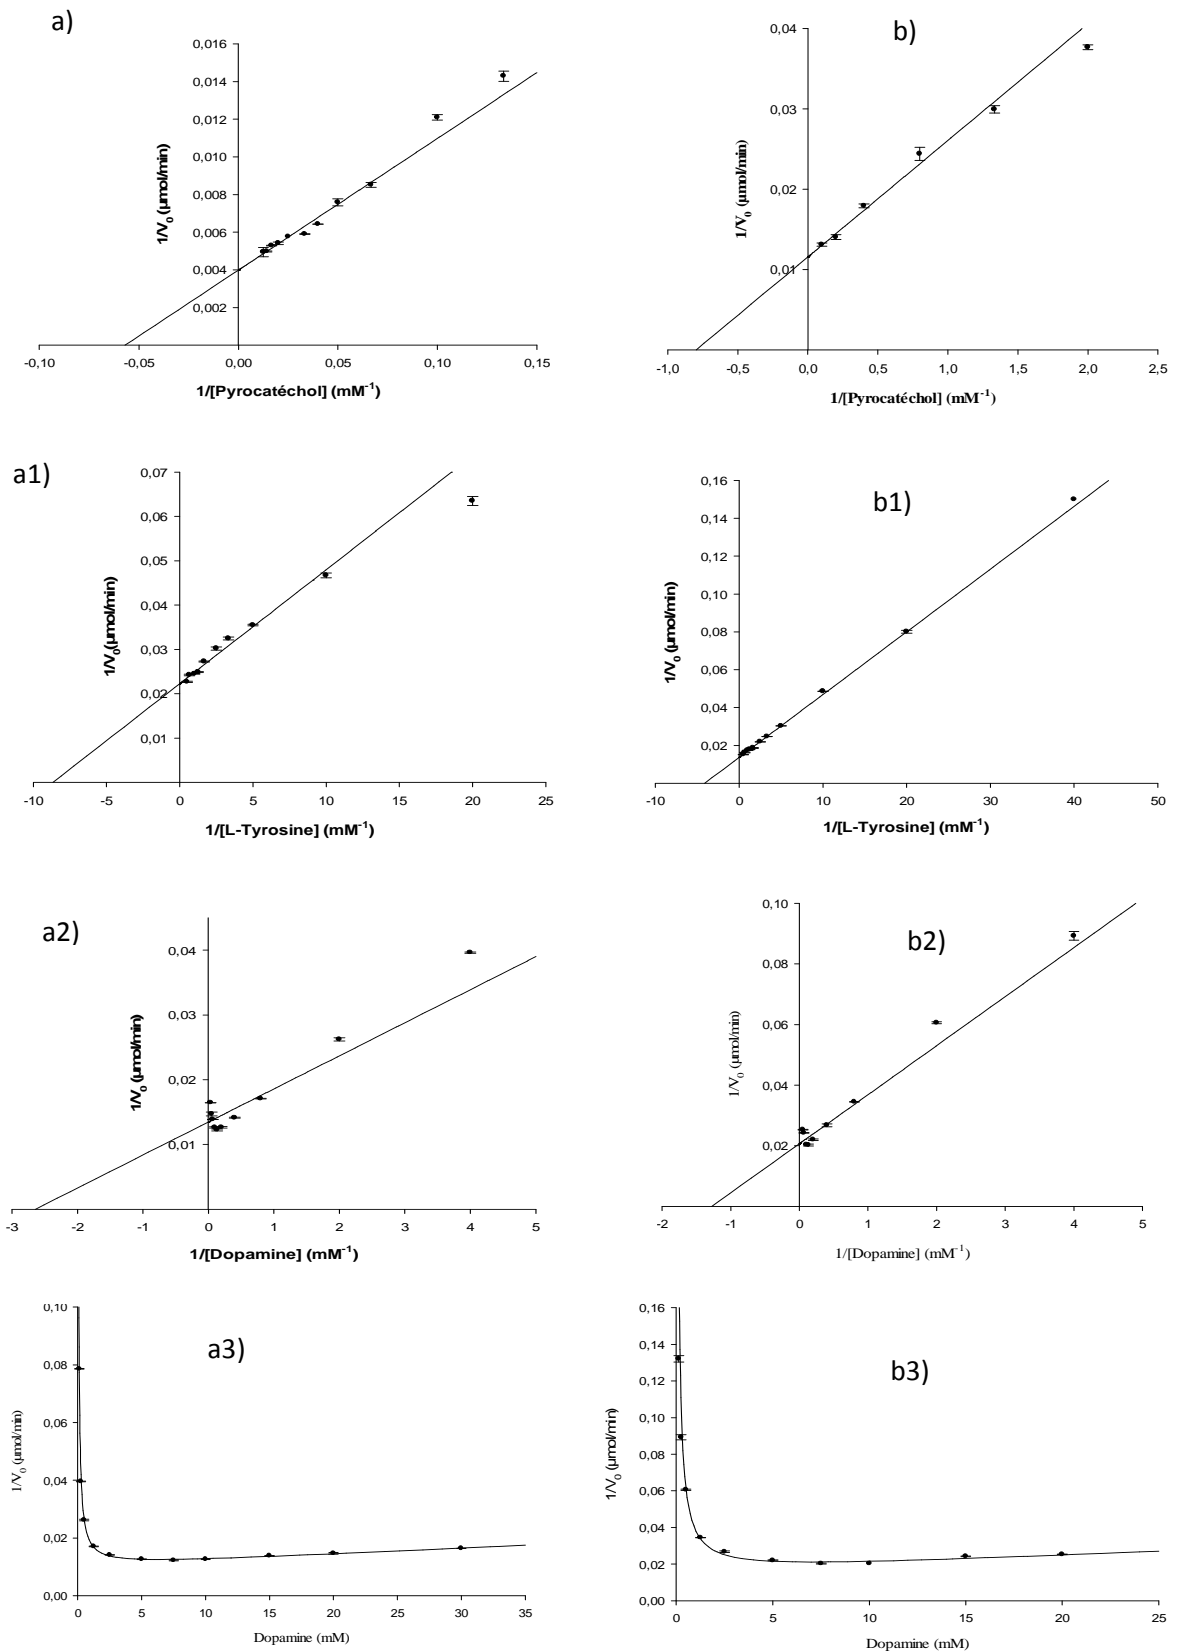 a)
0,016
0,014
0,012
0,010
0,008
0,006
0,004
0,002
1/V0 (µmol/min)
-0,10 -0,05 0,00 0,05 0,10 0,15
1/[Pyrocatéchol] (mM-1)
b)
0,04
0,03
0,02
0,01
1/V0 (µmol/min)
-1,0 -0,5 0,0 0,5 1,0 1,5 2,0 2,5
1/[Pyrocatéchol] (mM-1)
a1)
0,07
0,06
0,05
0,04
0,03
0,02
0,01
1/V0(µmol/min)
-10 -5 0 5 10 15 20 25
1/[L-Tyrosine] (mM-1)
b1)
0,16
0,14
0,12
0,10
0,08
0,06
0,04
0,02
1/V0 (µmol/min)
-10 0 10 20 30 40 50
1/[L-Tyrosine] (mM-1)
a2)
0,04
0,03
0,02
0,01
1/V0 (µmol/min)
-3 -2 -1 0 1 2 3 4 5
1/[Dopamine] (mM-1)
b2)
0,10
0,08
0,06
0,04
0,02
1/V0 (µmol/min)
-2 -1 0 1 2 3 4 5
1/[Dopamine] (mM-1)
a3)
0,10
0,08
0,06
0,04
0,02
0,00
1/V0 (µmol/min)
0 5 10 15 20 25 30 35
Dopamine (mM)
b3)
0,16
0,14
0,12
0,10
0,08
0,06
0,04
0,02
0,00
1/V0 (µmol/min)
0 5 10 15 20 25
Dopamine (mM)